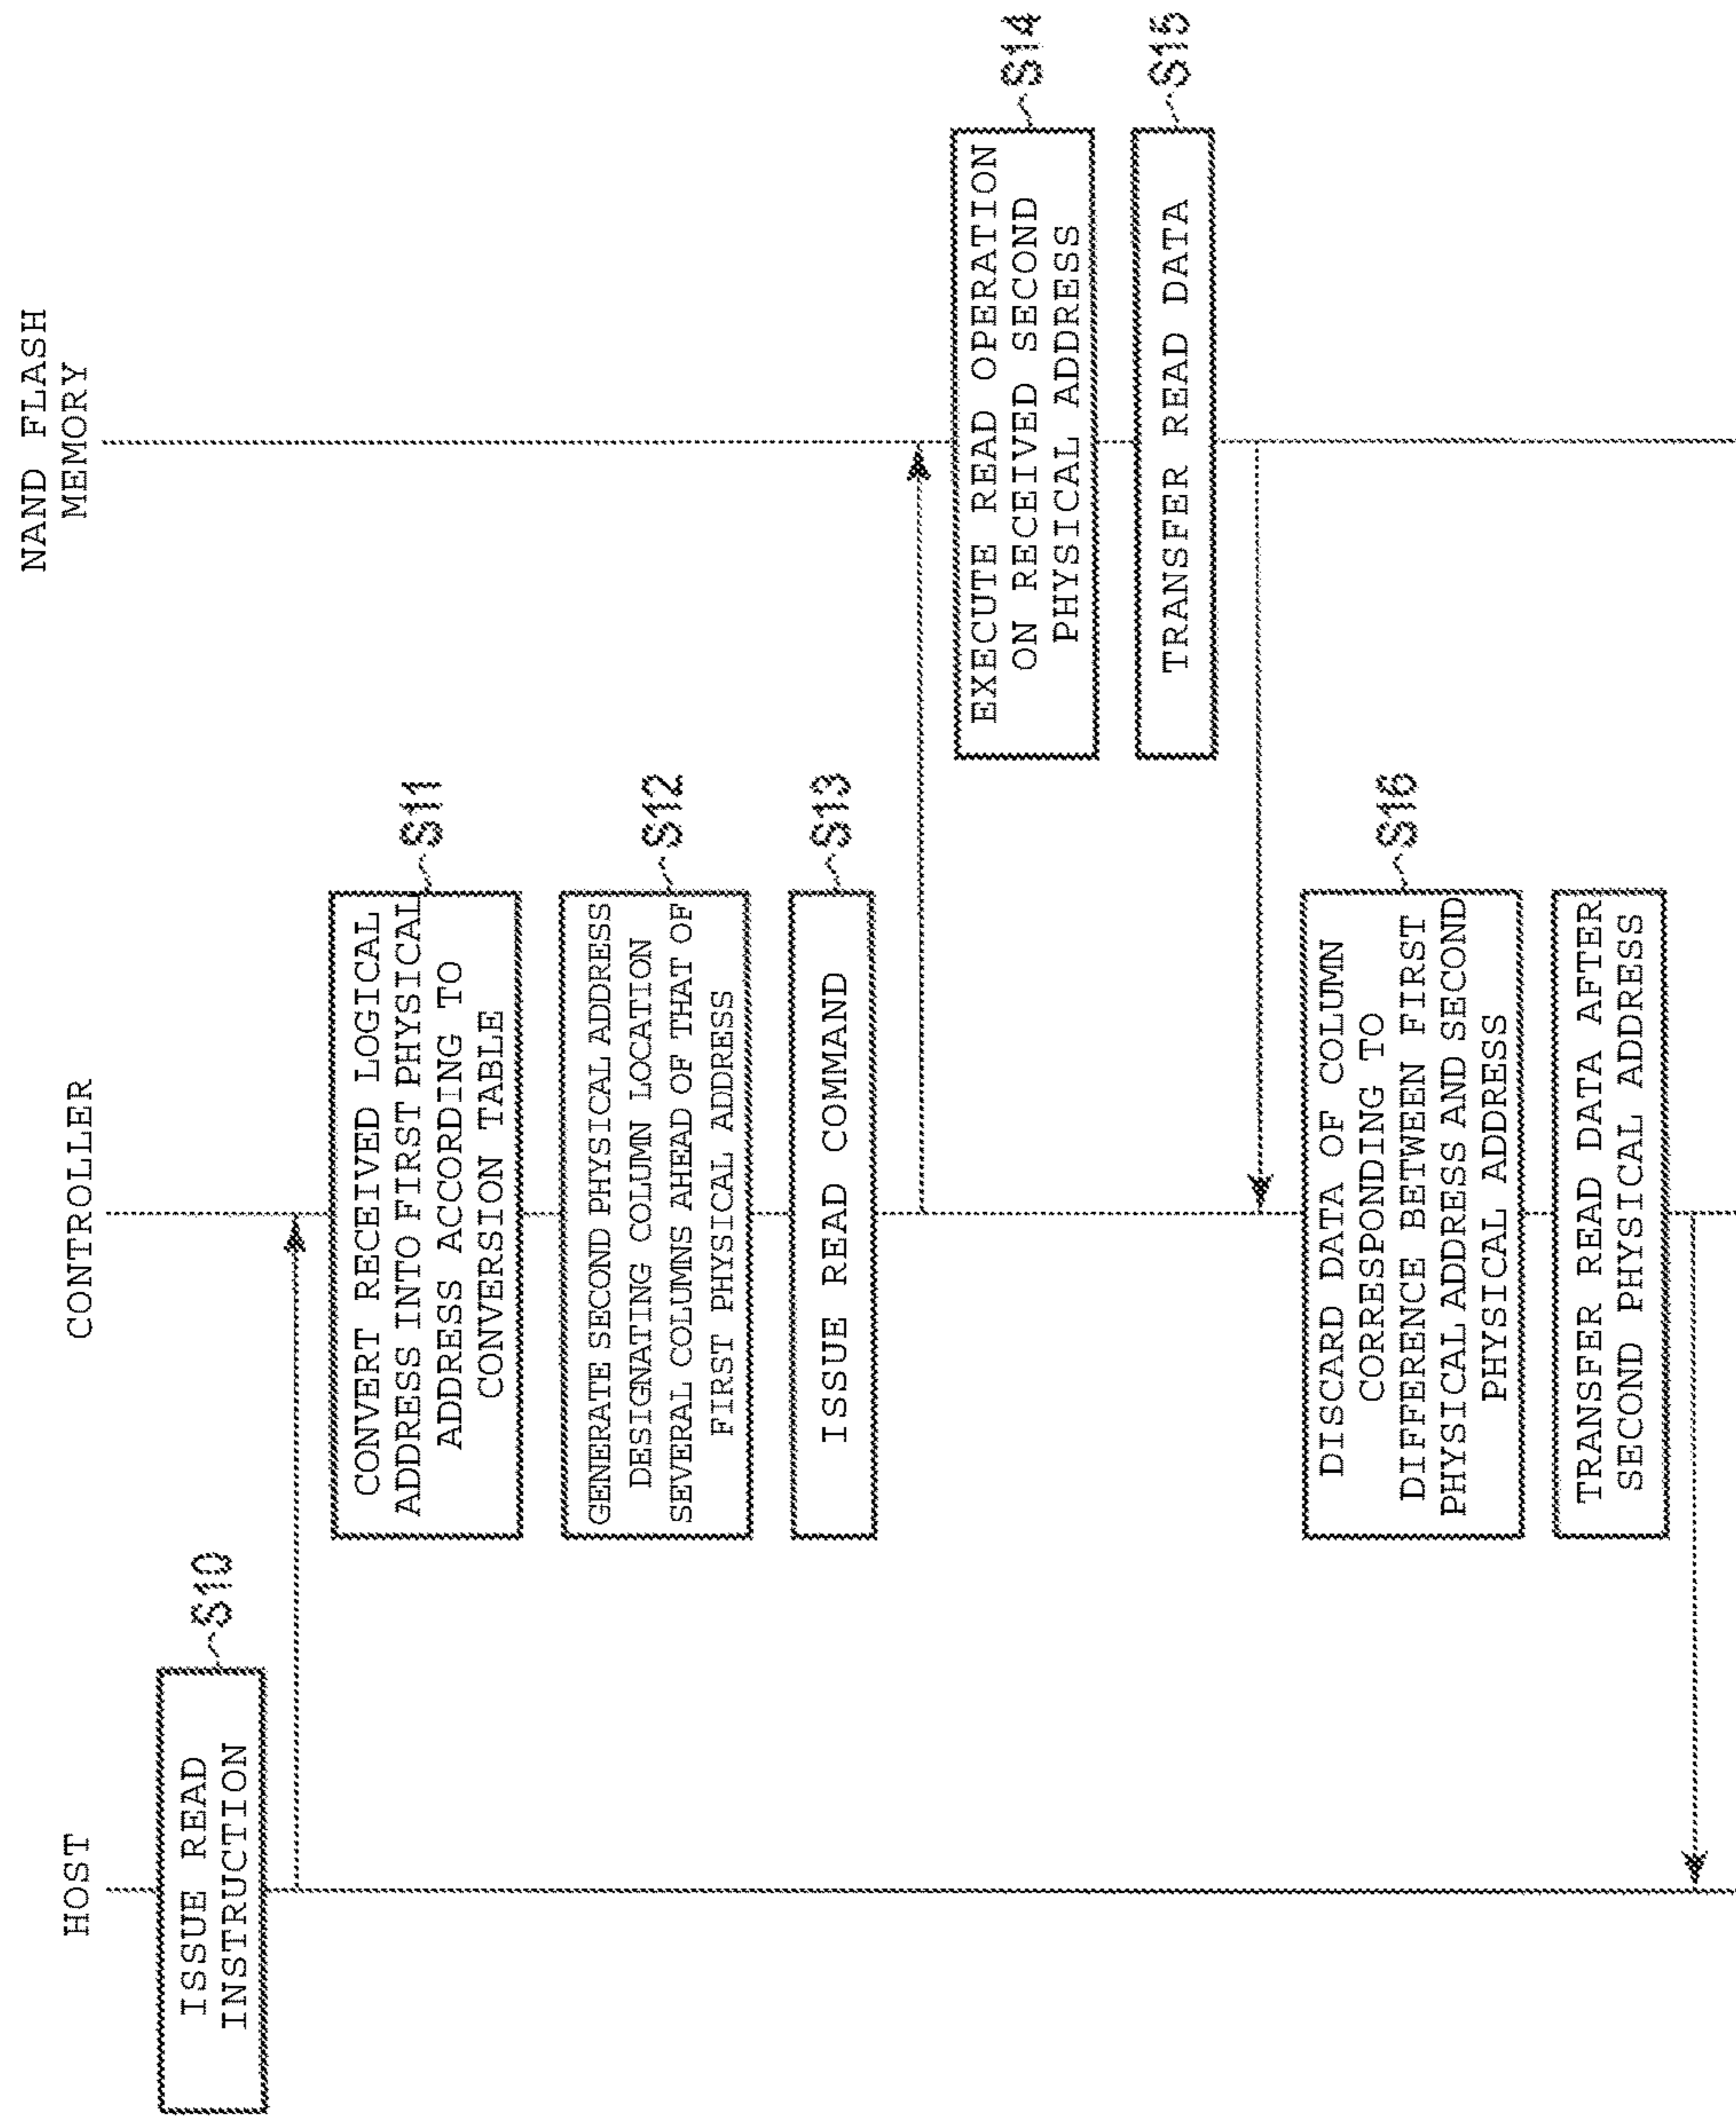 HOST
CONTROLLER
NAND FLASH
MEMORY
ISSUE READ
INSTRUCTION
S10
CONVERT RECEIVED LOGICAL
ADDRESS INTO FIRST PHYSICAL
ADDRESS ACCORDING TO
CONVERSION TABLE
S11
GENERATE SECOND PHYSICAL ADDRESS
DESIGNATING COLUMN LOCATION
SEVERAL COLUMNS AHEAD OF THAT OF
FIRST PHYSICAL ADDRESS
S12
ISSUE READ COMMAND
S13
EXECUTE READ OPERATION
ON RECEIVED SECOND
PHYSICAL ADDRESS
S14
TRANSFER READ DATA
S15
DISCARD DATA OF COLUMN
CORRESPONDING TO
DIFFERENCE BETWEEN FIRST
PHYSICAL ADDRESS AND SECOND
PHYSICAL ADDRESS
S16
TRANSFER READ DATA AFTER
SECOND PHYSICAL ADDRESS